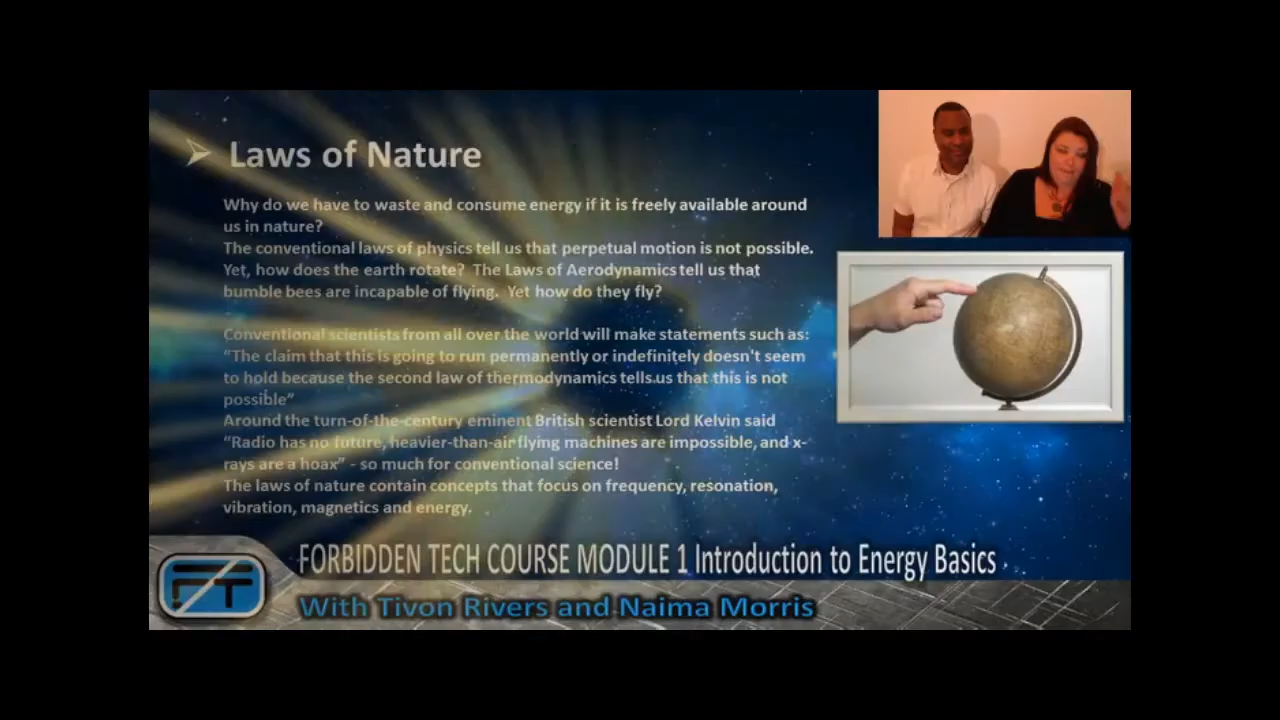 Laws of Nature
Why do we have to waste and consume energy if it is freely available around
us in nature?
The conventional laws of physics tell us that perpetual motion is not possible.
Yet, how does the earth rotate?  The Laws of Aerodynamics tell us that
bumble bees are incapable of flying.  Yet how do they fly?
Conventional scientists from all over the world will make statements such as:
“The claim that this is going to run permanently or indefinitely doesn't seem
to hold because the second law of thermodynamics tells us that this is not
possible”
Around the turn-of-the-century eminent British scientist Lord Kelvin said
“Radio has no future, heavier-than-air flying machines are impossible, and x-
rays are a hoax” - so much for conventional science!
The laws of nature contain concepts that focus on frequency, resonation,
vibration, magnetics and energy.
FT
FORBIDDEN TECH COURSE MODULE 1 Introduction to Energy Basics
With Tivon Rivers and Naima Morris